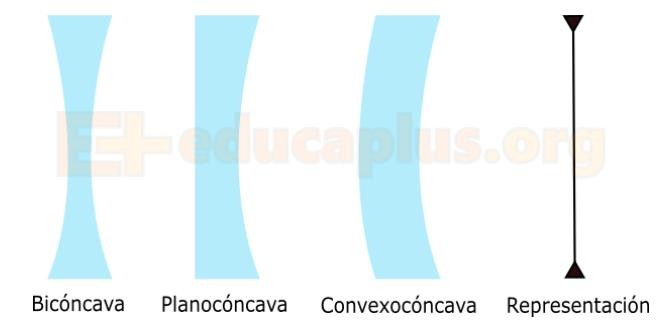 E+ educaplus.org
Bicóncava Planocóncava Convexocóncava Representación